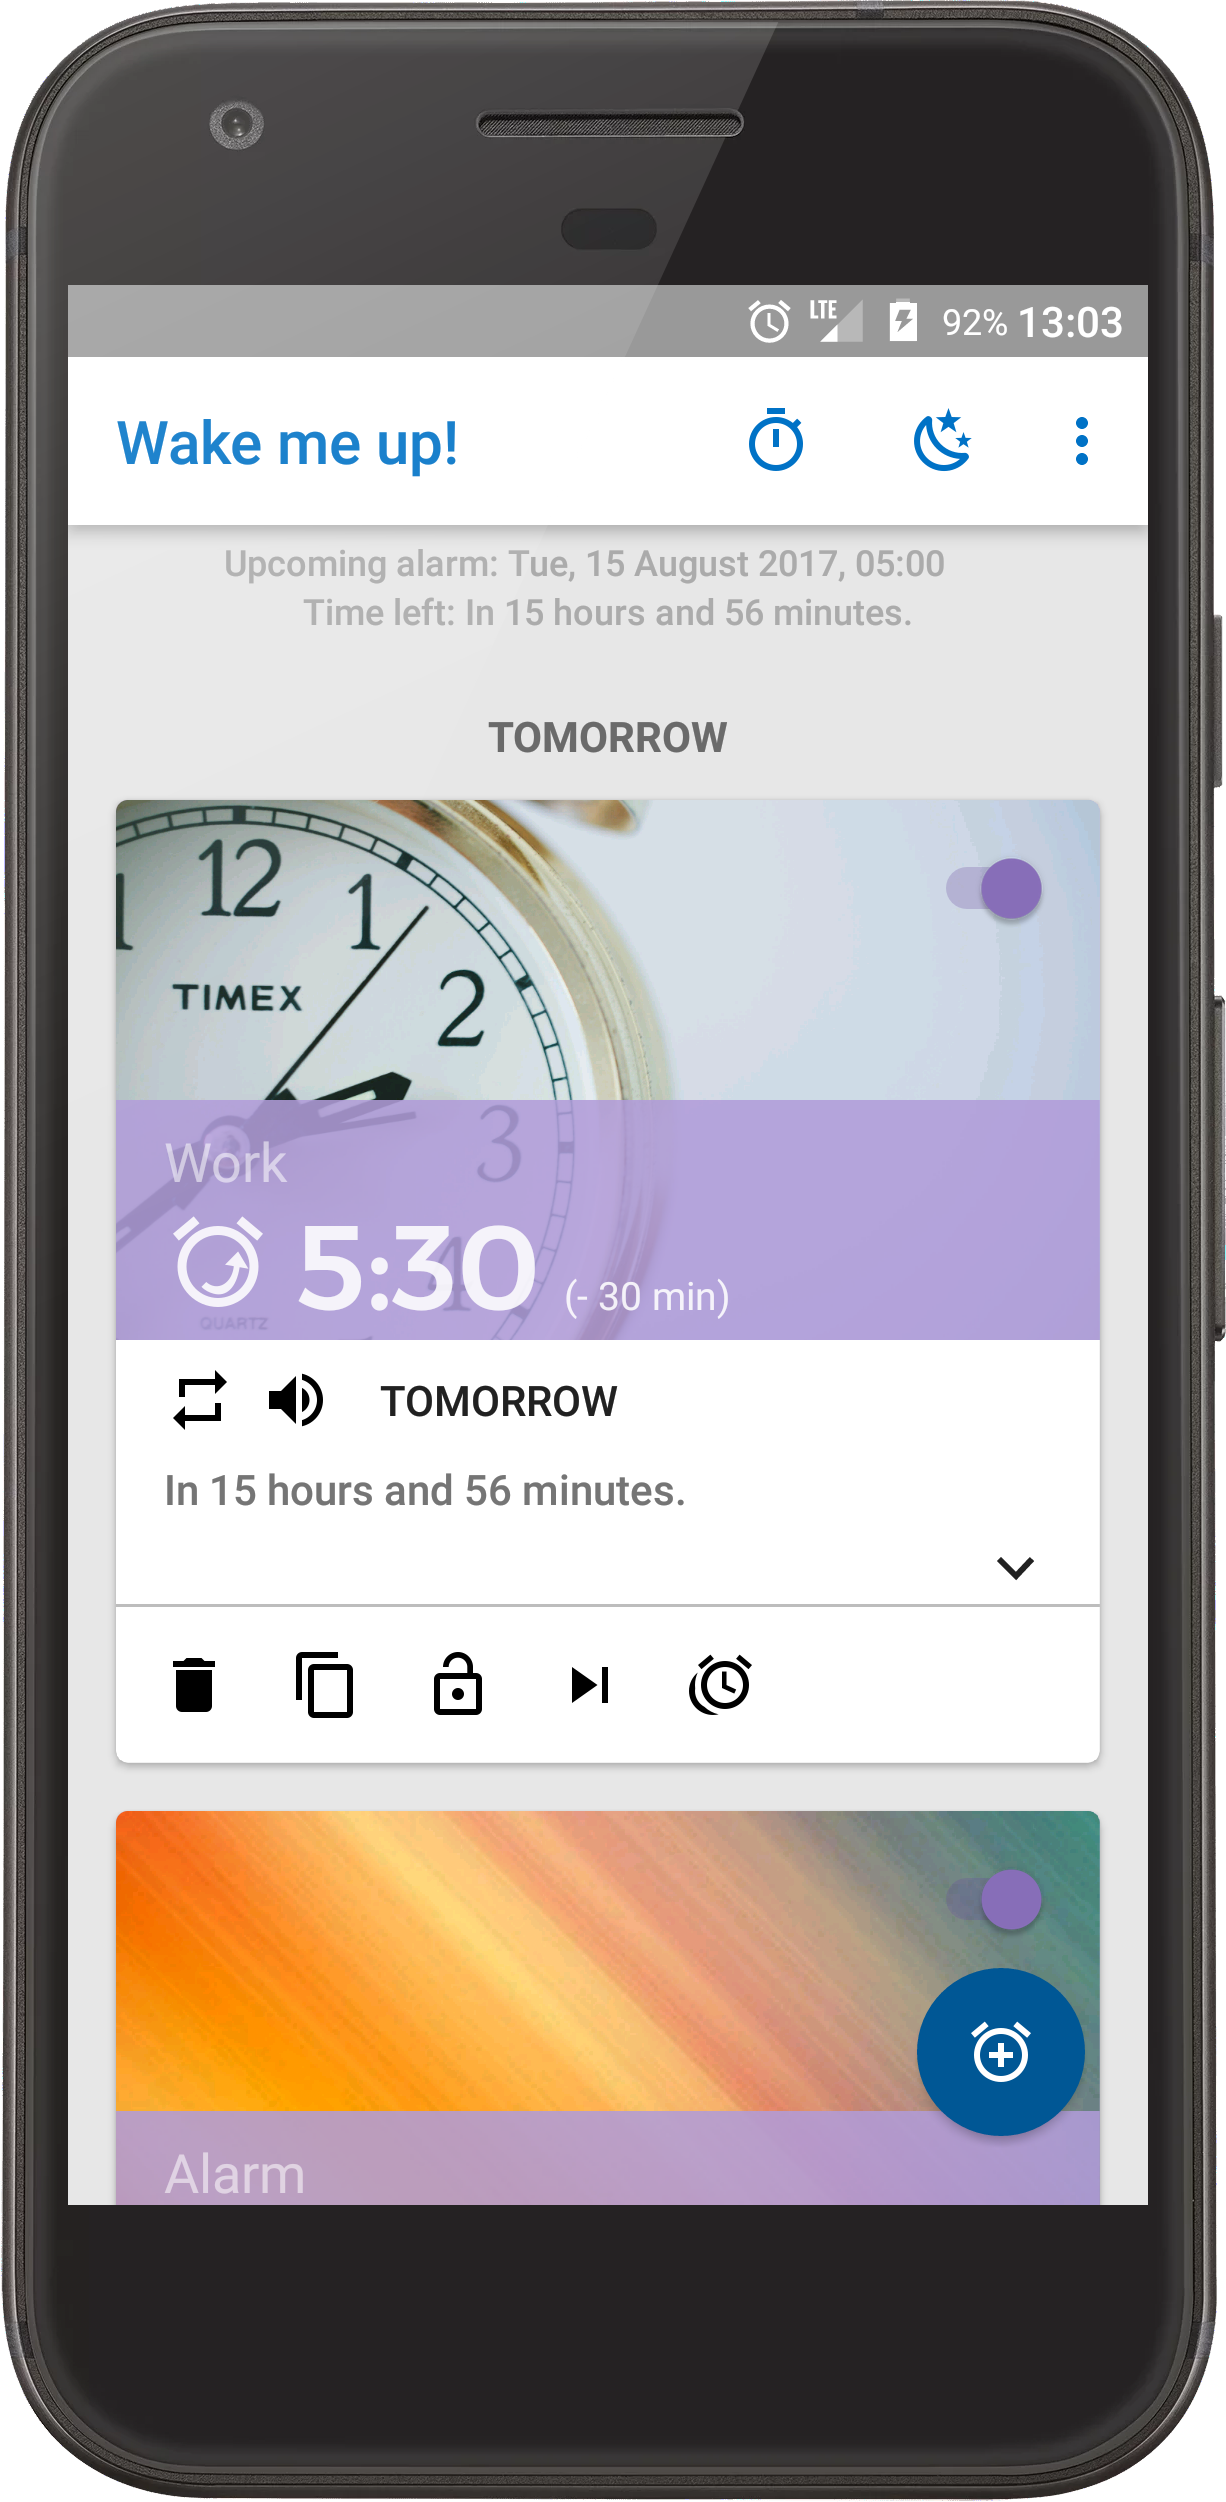 LTE 92% 13:03
Wake me up!
Upcoming alarm: Tue, 15 August 2017, 05:00
Time left: In 15 hours and 56 minutes.
TOMORROW
12
1
1
2
TIMEX
3
Work
5:30 (- 30 min)
4
QUARTZ
TOMORROW
In 15 hours and 56 minutes.
Alarm